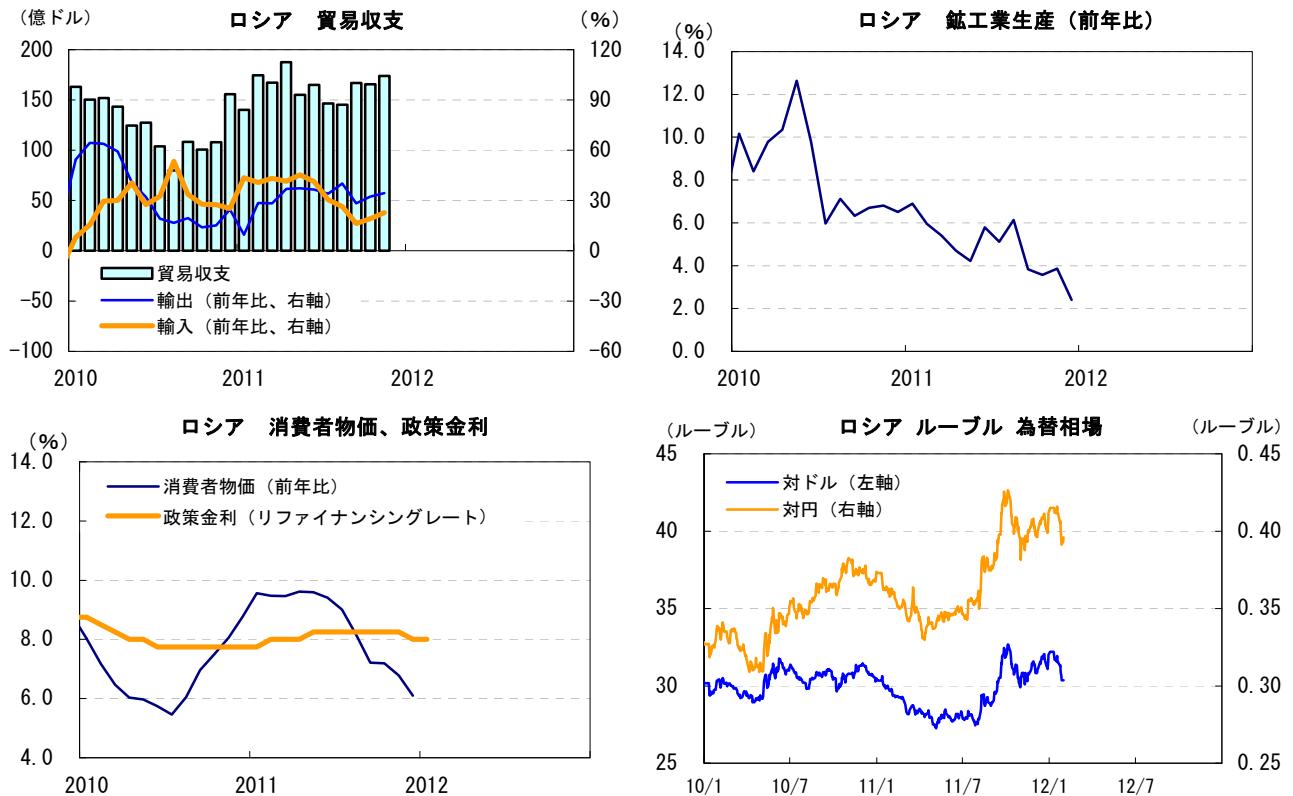 ロシア　貿易収支
（億ドル）
（%）
200
150
100
50
0
-50
-100
120
90
60
30
0
-30
-60
貿易収支
輸出（前年比、右軸）
輸入（前年比、右軸）
2010 2011 2012
ロシア　鉱工業生産（前年比）
（%）
14.0
12.0
10.0
8.0
6.0
4.0
2.0
0.0
2010 2011 2012
ロシア　消費者物価、政策金利
（%）
14.0
12.0
10.0
8.0
6.0
4.0
消費者物価（前年比）
政策金利（リファイナンシングレート）
2010 2011 2012
ロシア ルーブル 為替相場
（ルーブル）
（ルーブル）
45
40
35
30
25
0.45
0.40
0.35
0.30
0.25
対ドル（左軸）
対円（右軸）
10/1 10/7 11/1 11/7 12/1 12/7